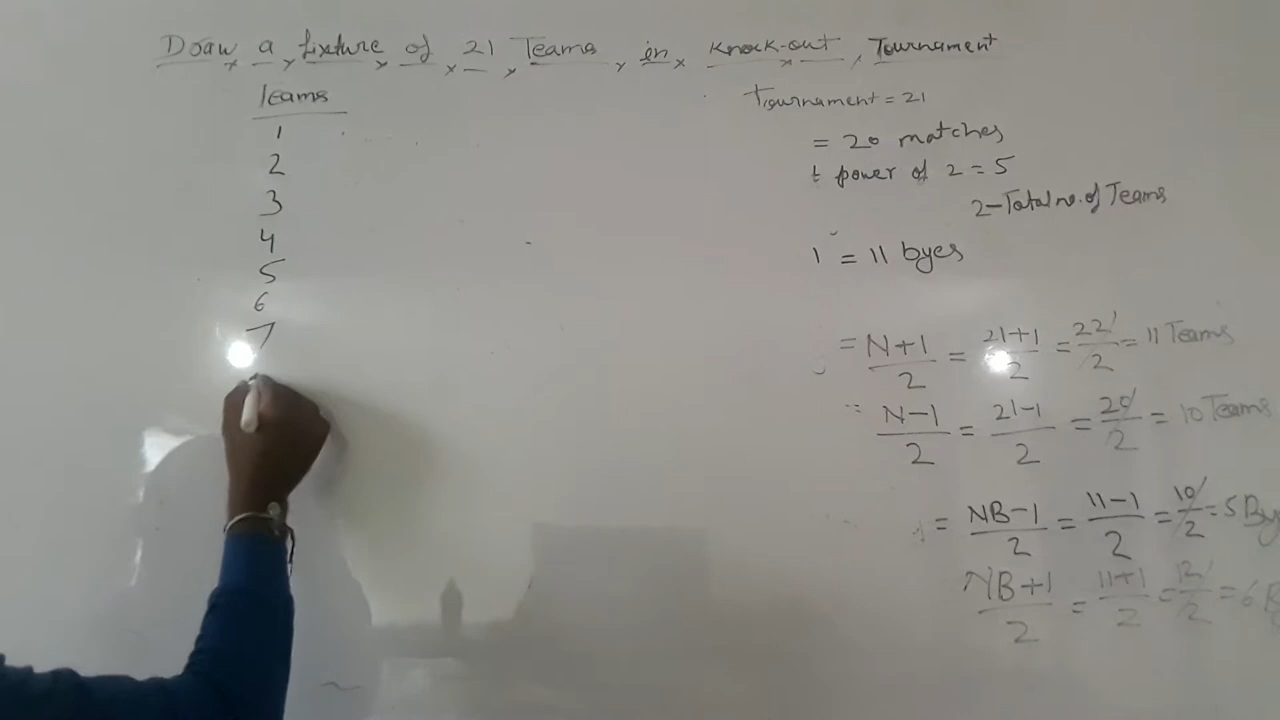 Draw a fixture of 21 Teams in Knock-out Tournament
Teams
1
2
3
4
5
6
7
Tournament = 21
= 20 matches
t power of 2 = 5
2-Total no. of Teams
1 = 11 byes
= N+1/2 = 21+1/2 = 22/2 = 11 Teams
N-1/2 = 21-1/2 = 20/2 = 10 Teams
= NB-1/2 = 11-1/2 = 10/2 = 5 By
NB+1/2 = 11+1/2 = 12/2 = 6 B